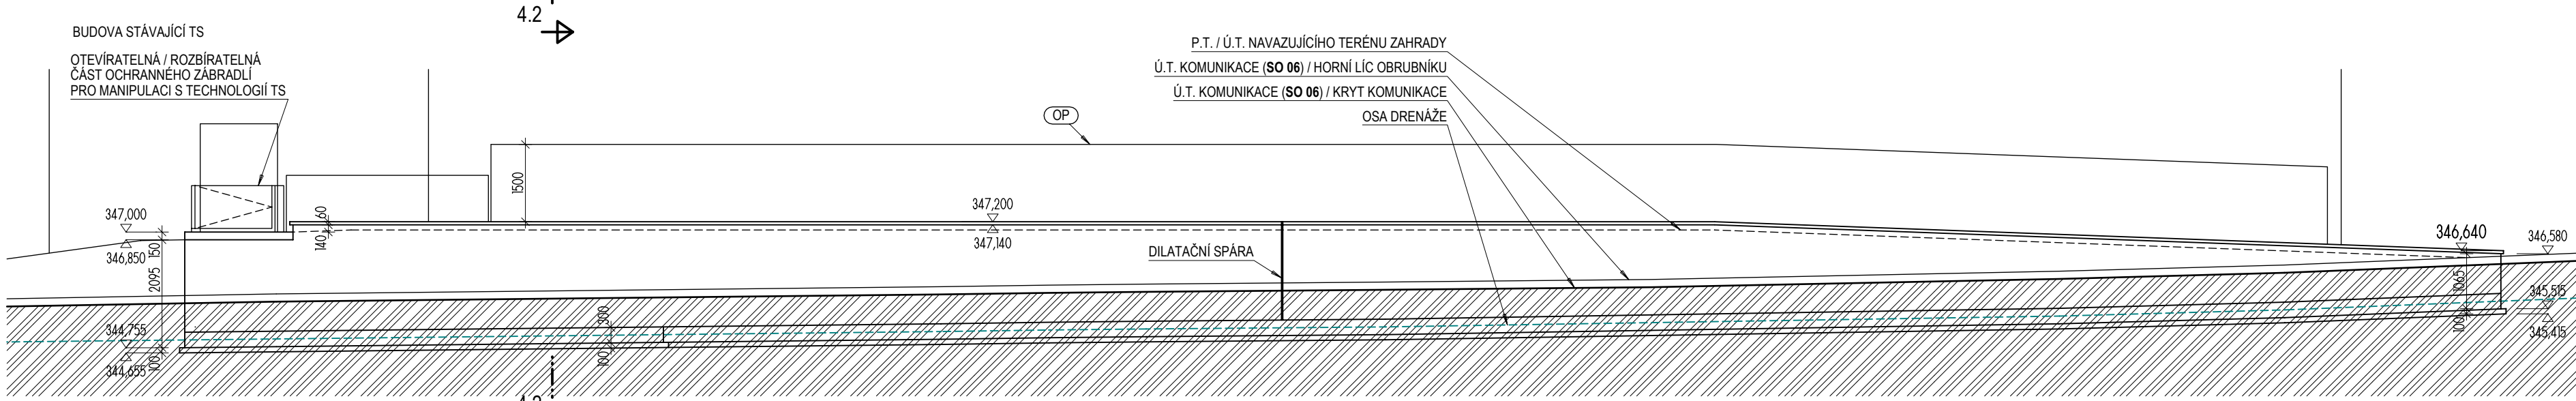 4.2
BUDOVA STÁVAJÍCÍ TS
OTEVÍRATELNÁ / ROZBÍRATELNÁ
ČÁST OCHRANNÉHO ZÁBRADLÍ
PRO MANIPULACI S TECHNOLOGIÍ TS
P.T. / Ú.T. NAVAZUJÍCÍHO TERÉNU ZAHRADY
Ú.T. KOMUNIKACE (SO 06) / HORNÍ LÍC OBRUBNÍKU
Ú.T. KOMUNIKACE (SO 06) / KRYT KOMUNIKACE
OSA DRENÁŽE
OP
1500
347,000
60
140
347,200
347,140
346,850
150
2095
DILATAČNÍ SPÁRA
346,640
346,580
1065
345,515
100
345,415
344,755
100
344,655
300
100
4.2